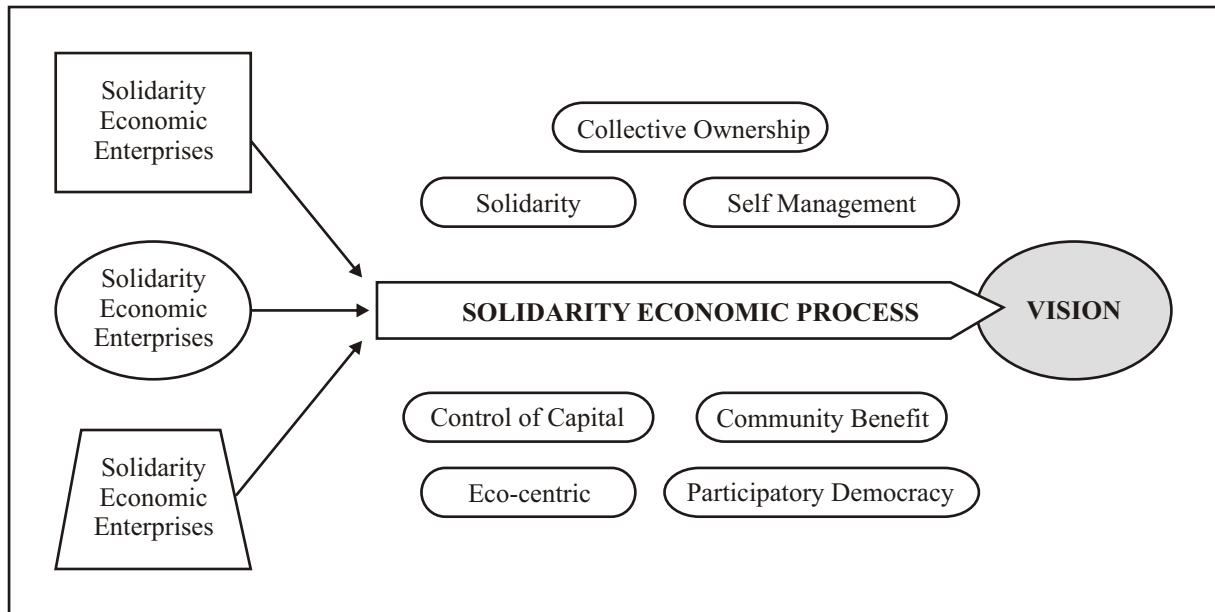 Solidarity
Economic
Enterprises
Solidarity
Economic
Enterprises
Solidarity
Economic
Enterprises
Collective Ownership
Solidarity
Self Management
SOLIDARITY ECONOMIC PROCESS
VISION
Control of Capital
Community Benefit
Eco-centric
Participatory Democracy